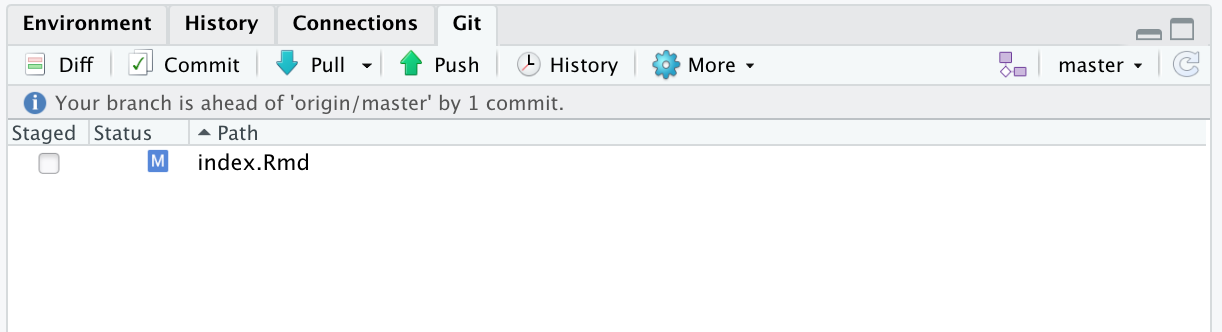 Environment History Connections Git
Diff Commit Pull Push History More master
Your branch is ahead of 'origin/master' by 1 commit.
Staged Status Path
M index.Rmd